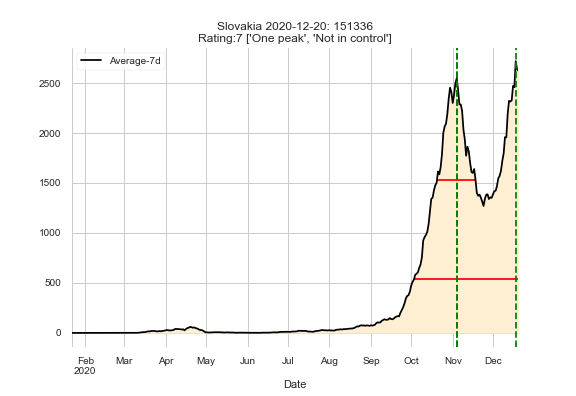 Slovakia 2020-12-20: 151336
Rating:7 ['One peak', 'Not in control']
Average-7d
2500
2000
1500
1000
500
0
Feb Mar Apr May Jun Jul Aug Sep Oct Nov Dec
2020
Date